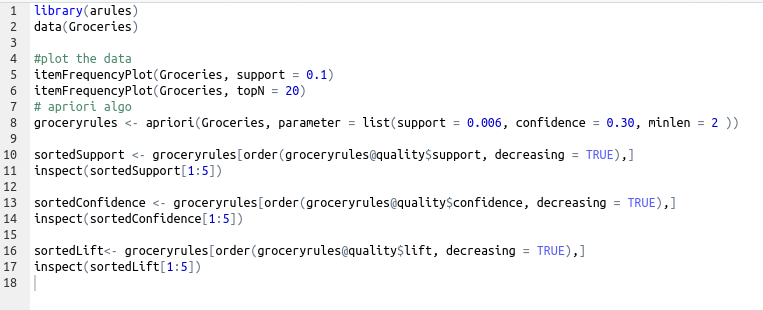 1 library(arules)
2 data(Groceries)
3
4 #plot the data
5 itemFrequencyPlot(Groceries, support = 0.1)
6 itemFrequencyPlot(Groceries, topN = 20)
7 # apriori algo
8 groceryrules <- apriori(Groceries, parameter = list(support = 0.006, confidence = 0.30, minlen = 2 ))
9
10 sortedSupport <- groceryrules[order(groceryrules@quality$support, decreasing = TRUE),]
11 inspect(sortedSupport[1:5])
12
13 sortedConfidence <- groceryrules[order(groceryrules@quality$confidence, decreasing = TRUE),]
14 inspect(sortedConfidence[1:5])
15
16 sortedLift<- groceryrules[order(groceryrules@quality$lift, decreasing = TRUE),]
17 inspect(sortedLift[1:5])
18